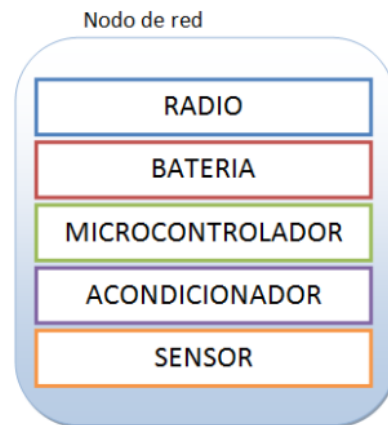 Nodo de red
RADIO
BATERIA
MICROCONTROLADOR
ACONDICIONADOR
SENSOR